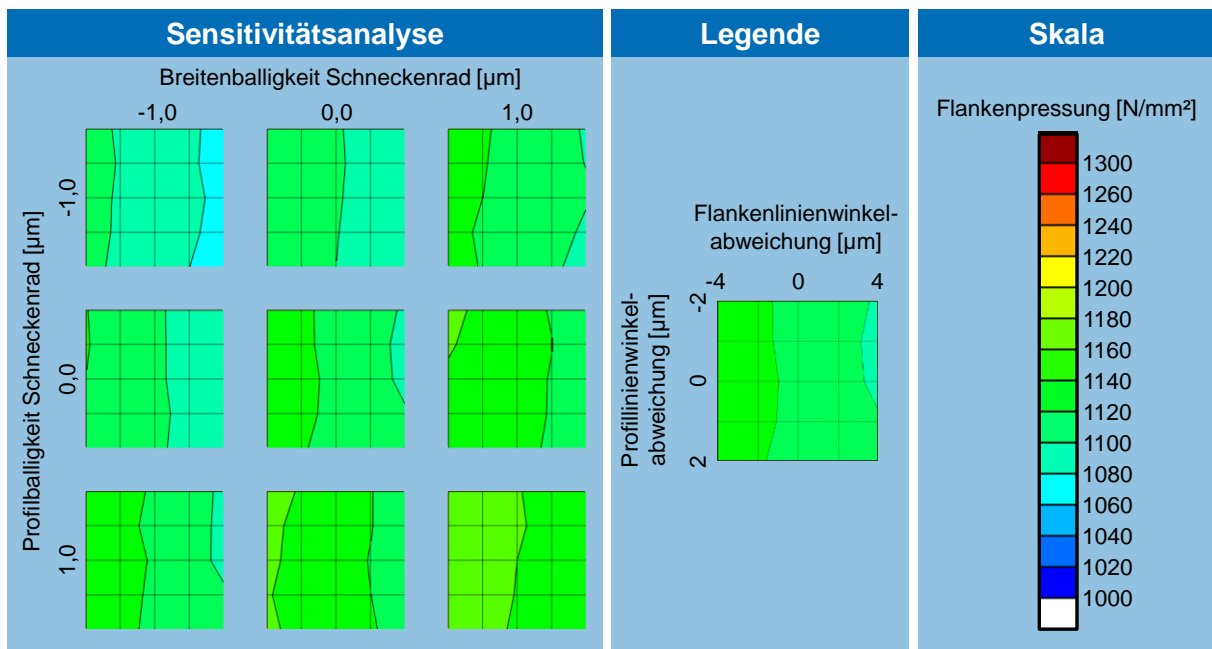 Sensitivitätsanalyse
Breitenballigkeit Schneckenrad [µm]
-1,0 0,0 1,0
Profilballigkeit Schneckenrad [µm]
-1,0
0,0
1,0
Legende
Flankenlinienwinkel-
abweichung [µm]
-4 0 4
Profillinienwinkel-
abweichung [µm]
-2
0
2
Skala
Flankenpressung [N/mm²]
1300
1260
1240
1220
1200
1180
1160
1140
1120
1100
1080
1060
1040
1020
1000